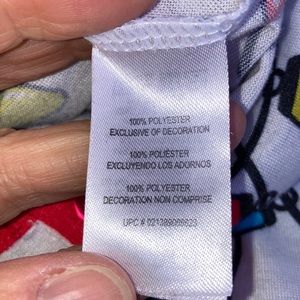 100% POLYESTER
EXCLUSIVE OF DECORATION
100% POLIÉSTER
EXCLUYENDO LOS ADORNOS
100% POLYESTER
DECORATION NON COMPRISE
UPC #